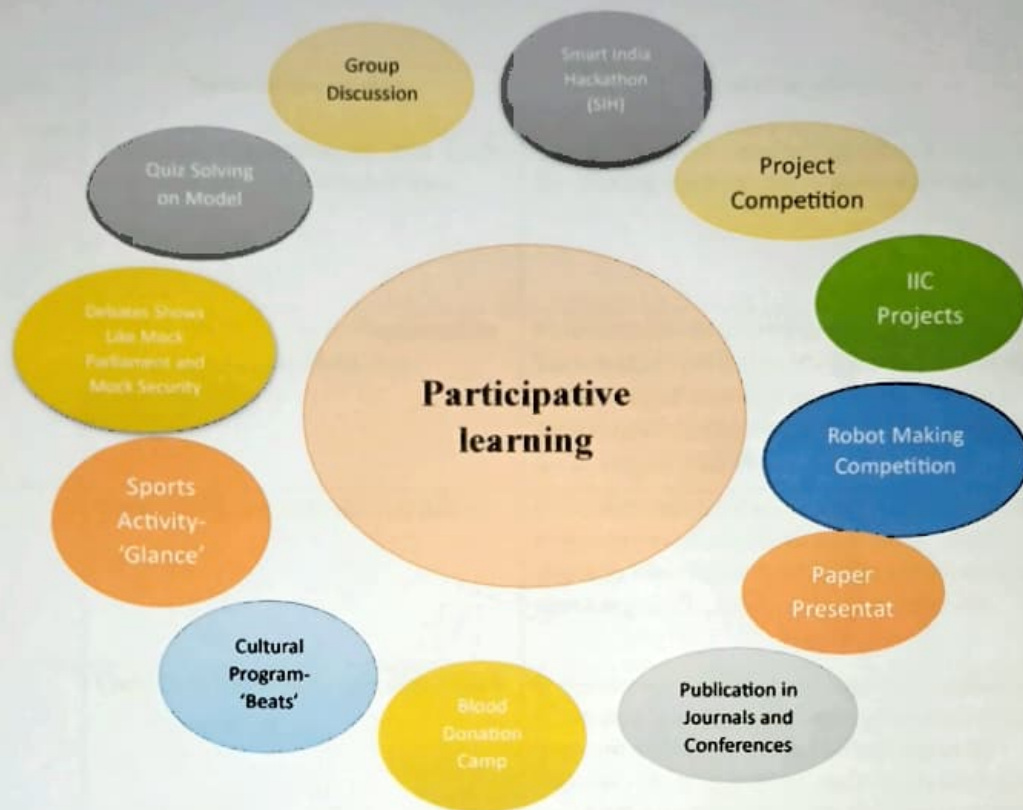 Group
Discussion
Smart India
Hackathon
(SIH)
Project
Competition
IIC
Projects
Robot Making
Competition
Paper
Presentat
Publication in
Journals and
Conferences
Blood
Donation
Camp
Cultural
Program-
‘Beats’
Sports
Activity-
‘Glance’
Debates Shows
Like Mock
Parliament and
Mock Security
Quiz Solving
on Model
Participative
learning